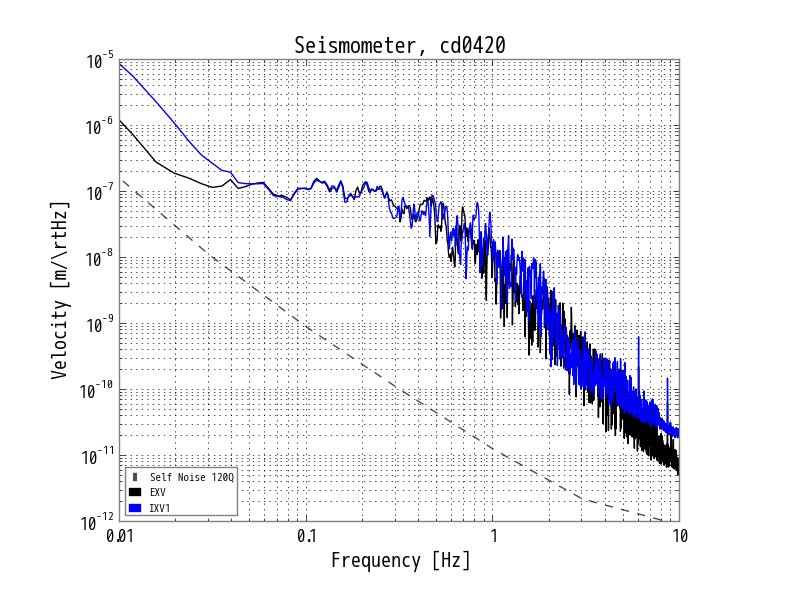 Seismometer, cd0420
10-5
10-6
10-7
10-8
10-9
10-10
10-11
10-12
Velocity [m/\rtHz]
Self Noise 120Q
EXV
IXV1
0.01 0.1 1 10
Frequency [Hz]